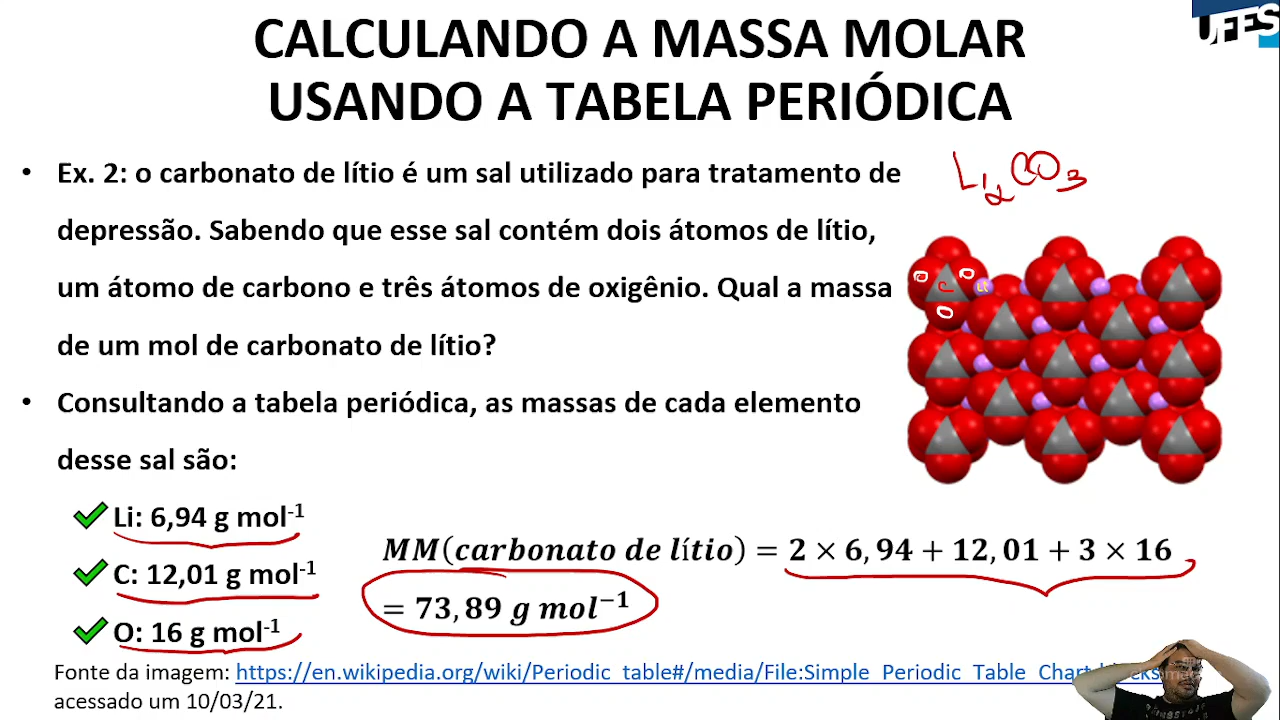 UFES
CALCULANDO A MASSA MOLAR
USANDO A TABELA PERIÓDICA
• Ex. 2: o carbonato de lítio é um sal utilizado para tratamento de
depressão. Sabendo que esse sal contém dois átomos de lítio,
um átomo de carbono e três átomos de oxigênio. Qual a massa
de um mol de carbonato de lítio?
Li₂CO₃
O O
C Li
O
• Consultando a tabela periódica, as massas de cada elemento
desse sal são:
Li: 6,94 g mol⁻¹
C: 12,01 g mol⁻¹
O: 16 g mol⁻¹
MM(carbonato de lítio) = 2 × 6,94 + 12,01 + 3 × 16
= 73,89 g mol⁻¹
Fonte da imagem: https://en.wikipedia.org/wiki/Periodic_table#/media/File:Simple_Periodic_Table_Chart
acessado um 10/03/21.